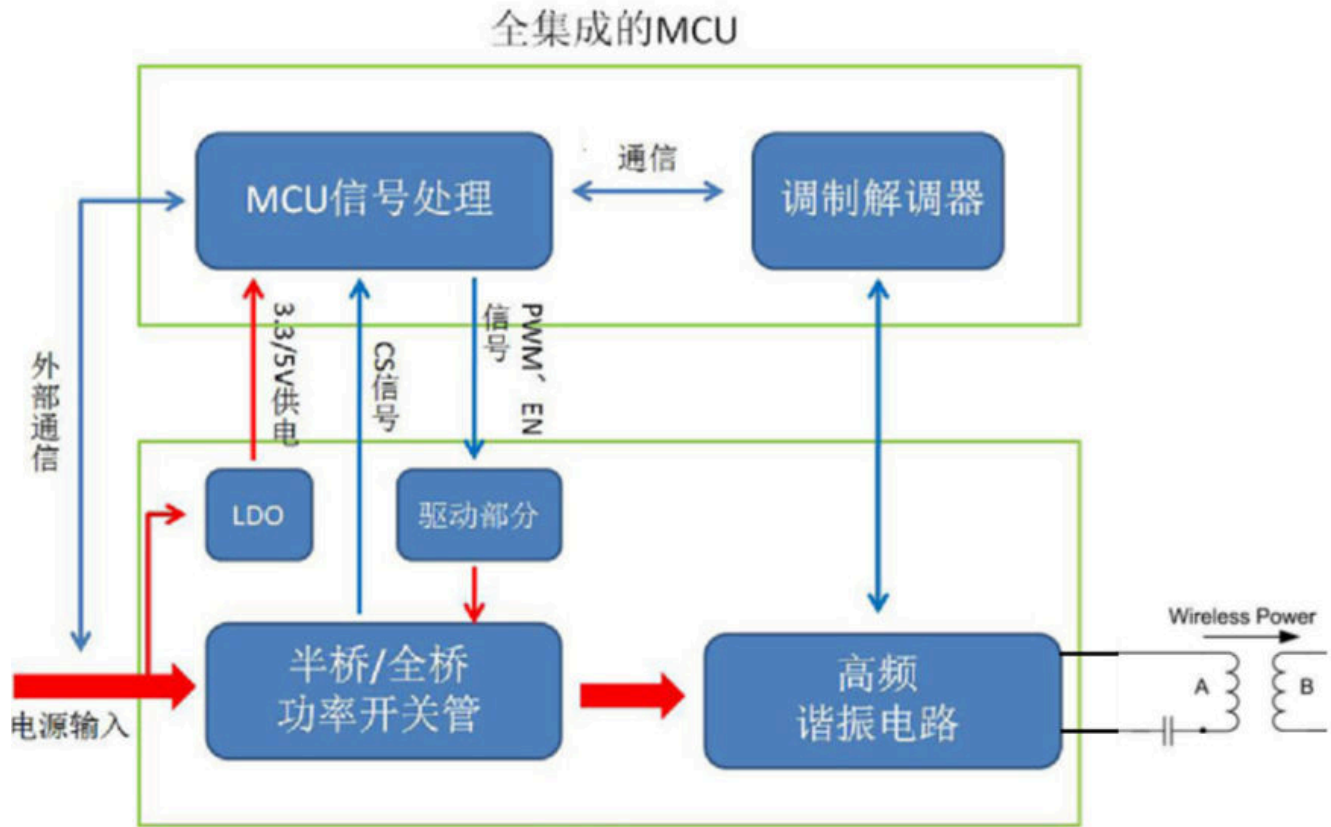 全集成的MCU
MCU信号处理
通信
调制解调器
外部通信
3.3/5V供电
CS信号
PWM、EN
信号
LDO
驱动部分
电源输入
半桥/全桥
功率开关管
高频
谐振电路
Wireless Power
A
B